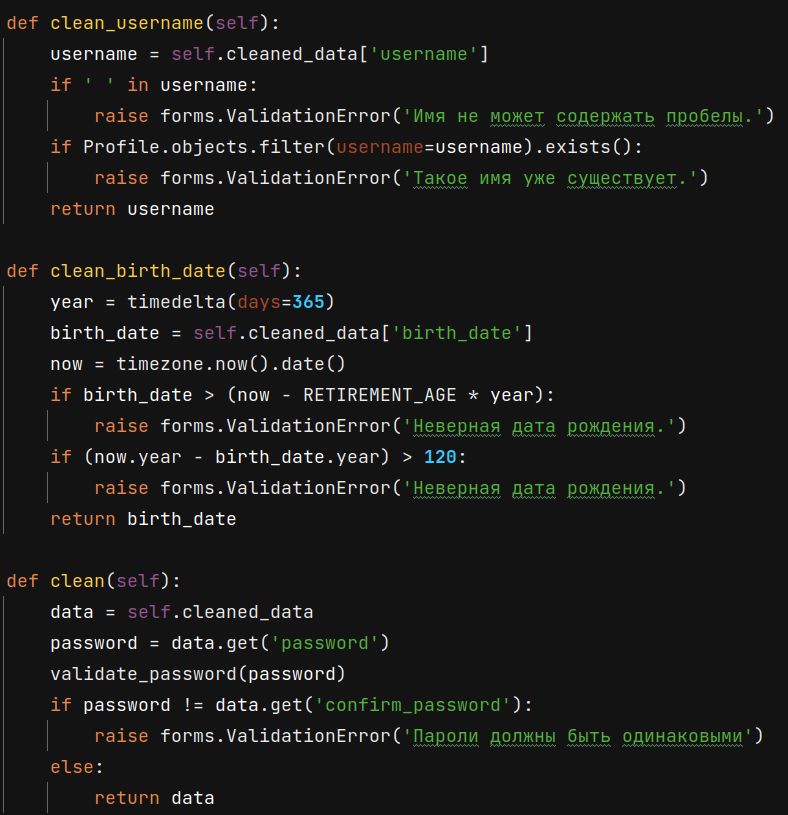 def clean_username(self):
    username = self.cleaned_data['username']
    if ' ' in username:
        raise forms.ValidationError('Имя не может содержать пробелы.')
    if Profile.objects.filter(username=username).exists():
        raise forms.ValidationError('Такое имя уже существует.')
    return username

def clean_birth_date(self):
    year = timedelta(days=365)
    birth_date = self.cleaned_data['birth_date']
    now = timezone.now().date()
    if birth_date > (now - RETIREMENT_AGE * year):
        raise forms.ValidationError('Неверная дата рождения.')
    if (now.year - birth_date.year) > 120:
        raise forms.ValidationError('Неверная дата рождения.')
    return birth_date

def clean(self):
    data = self.cleaned_data
    password = data.get('password')
    validate_password(password)
    if password != data.get('confirm_password'):
        raise forms.ValidationError('Пароли должны быть одинаковыми')
    else:
        return data